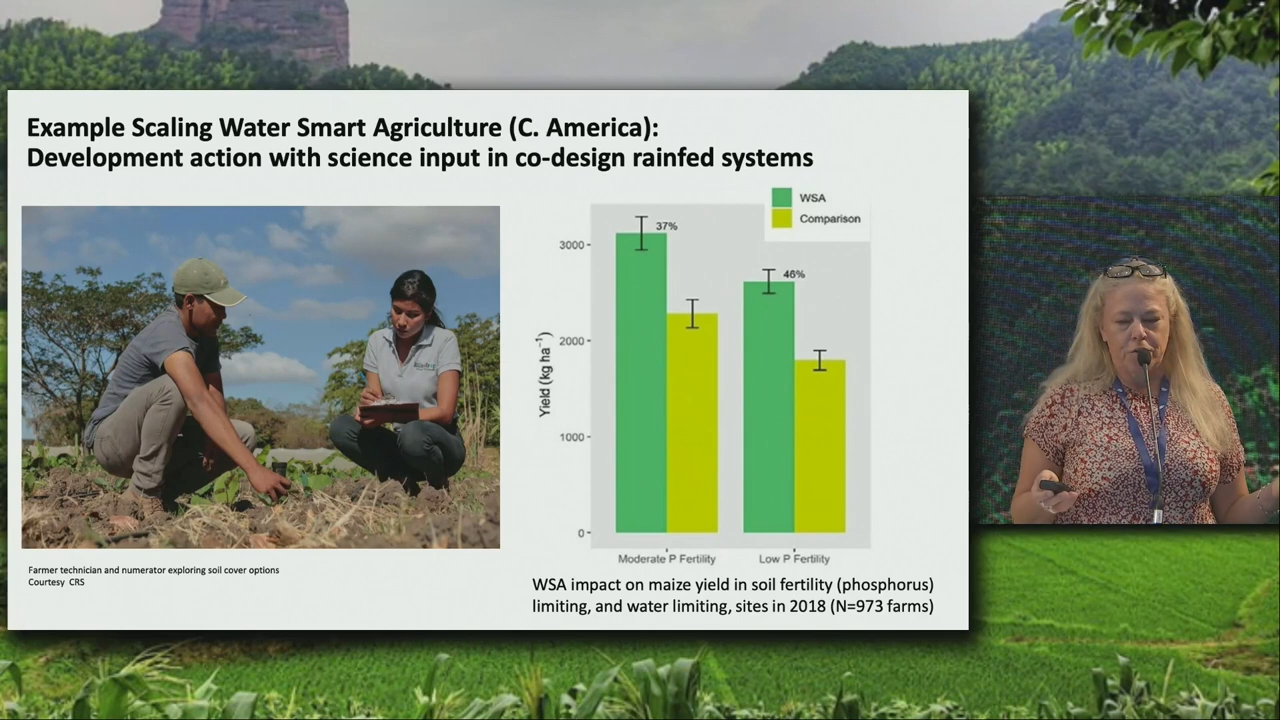 Example Scaling Water Smart Agriculture (C. America):
Development action with science input in co-design rainfed systems
WSA
Comparison
37%
46%
3000
2000
1000
0
Yield (kg ha⁻¹)
Moderate P Fertility
Low P Fertility
Farmer technician and numerator exploring soil cover options
Courtesy CRS
WSA impact on maize yield in soil fertility (phosphorus)
limiting, and water limiting, sites in 2018 (N=973 farms)